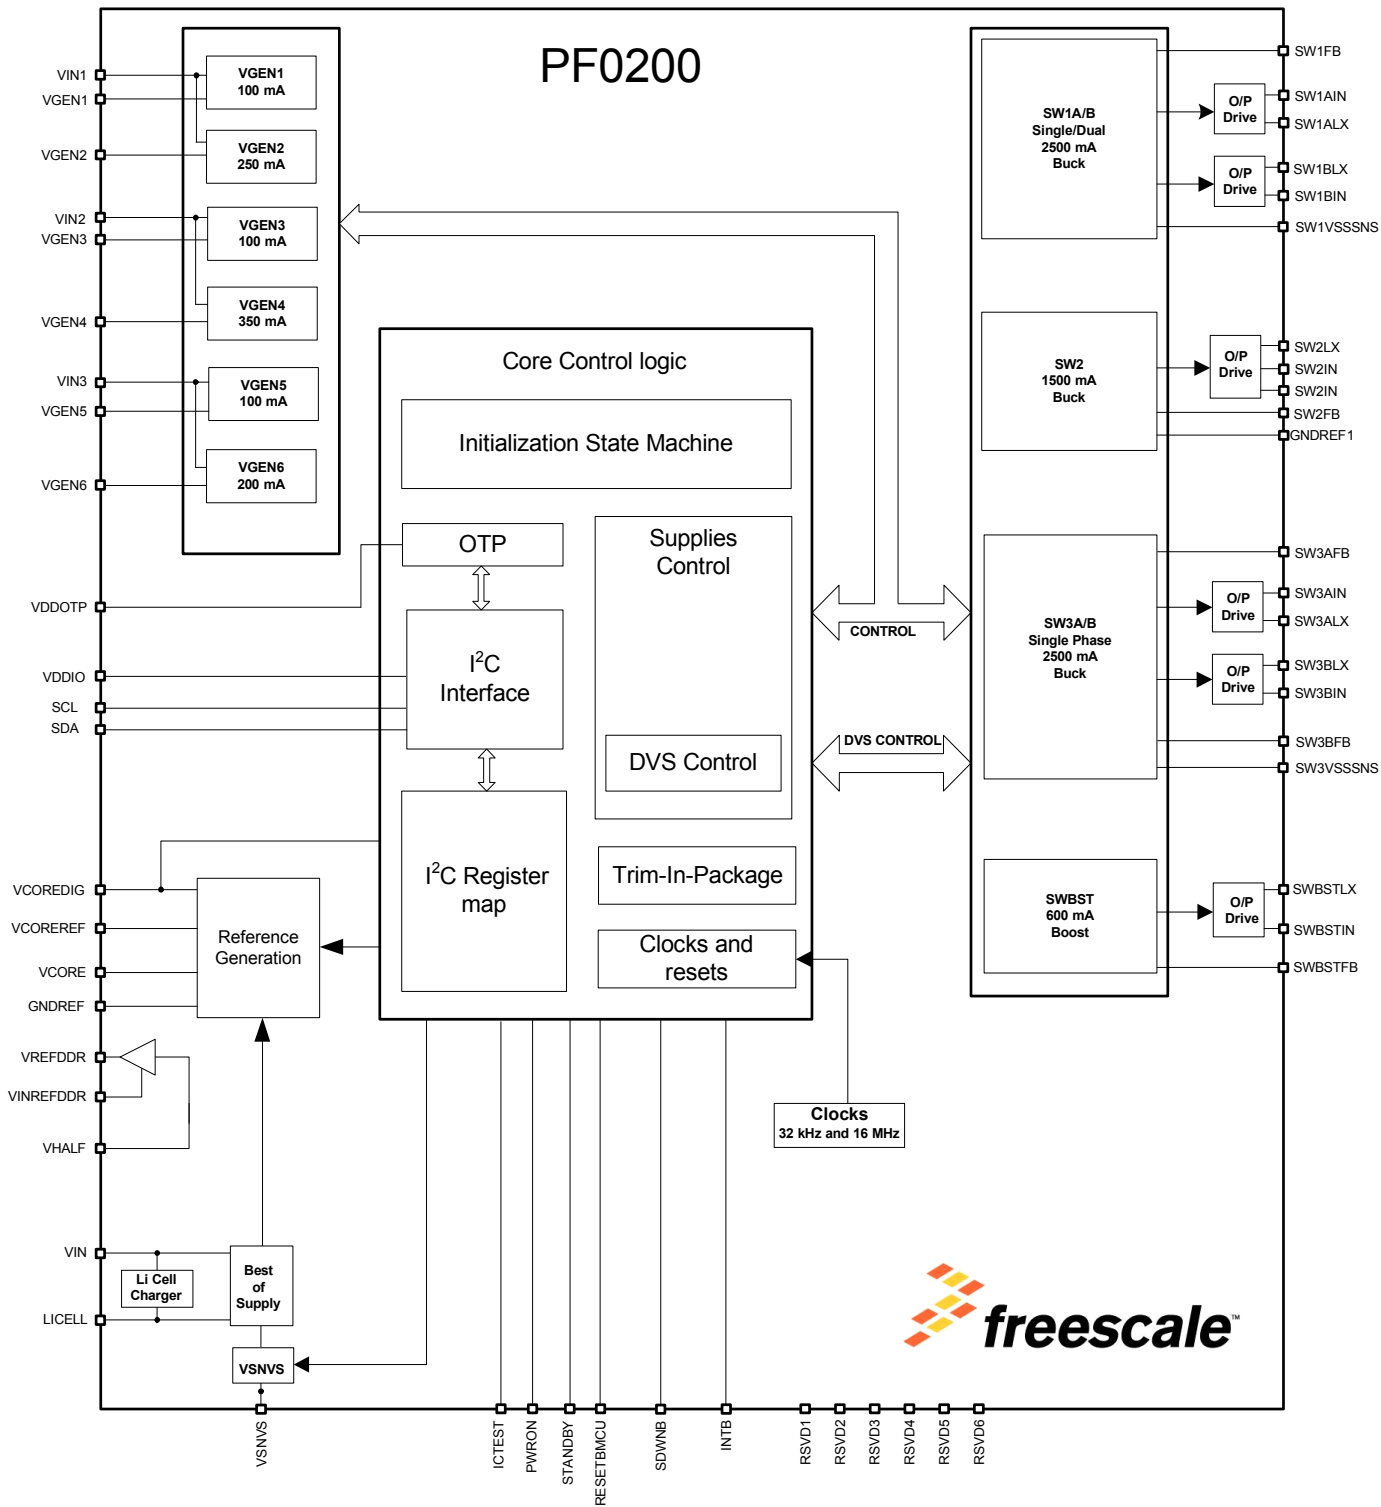 PF0200
VIN1
VGEN1
VGEN2
VIN2
VGEN3
VGEN4
VIN3
VGEN5
VGEN6
VDDOTP
VDDIO
SCL
SDA
VCOREDIG
VCOREREF
VCORE
GNDREF
VREFDDR
VINREFDDR
VHALF
VIN
LICELL
VGEN1
100 mA
VGEN2
250 mA
VGEN3
100 mA
VGEN4
350 mA
VGEN5
100 mA
VGEN6
200 mA
Core Control logic
Initialization State Machine
OTP
I²C
Interface
I²C Register
map
Supplies
Control
DVS Control
Trim-In-Package
Clocks and
resets
Reference
Generation
Clocks
32 kHz and 16 MHz
Li Cell
Charger
Best
of
Supply
VSNVS
CONTROL
DVS CONTROL
SW1A/B
Single/Dual
2500 mA
Buck
O/P
Drive
O/P
Drive
SW2
1500 mA
Buck
O/P
Drive
SW3A/B
Single Phase
2500 mA
Buck
O/P
Drive
O/P
Drive
SWBST
600 mA
Boost
O/P
Drive
SW1FB
SW1AIN
SW1ALX
SW1BLX
SW1BIN
SW1VSSSNS
SW2LX
SW2IN
SW2IN
SW2FB
GNDREF1
SW3AFB
SW3AIN
SW3ALX
SW3BLX
SW3BIN
SW3BFB
SW3VSSSNS
SWBSTLX
SWBSTIN
SWBSTFB
freescale™
VSNVS
ICTEST
PWRON
STANDBY
RESETBMCU
SDWNB
INTB
RSVD1
RSVD2
RSVD3
RSVD4
RSVD5
RSVD6